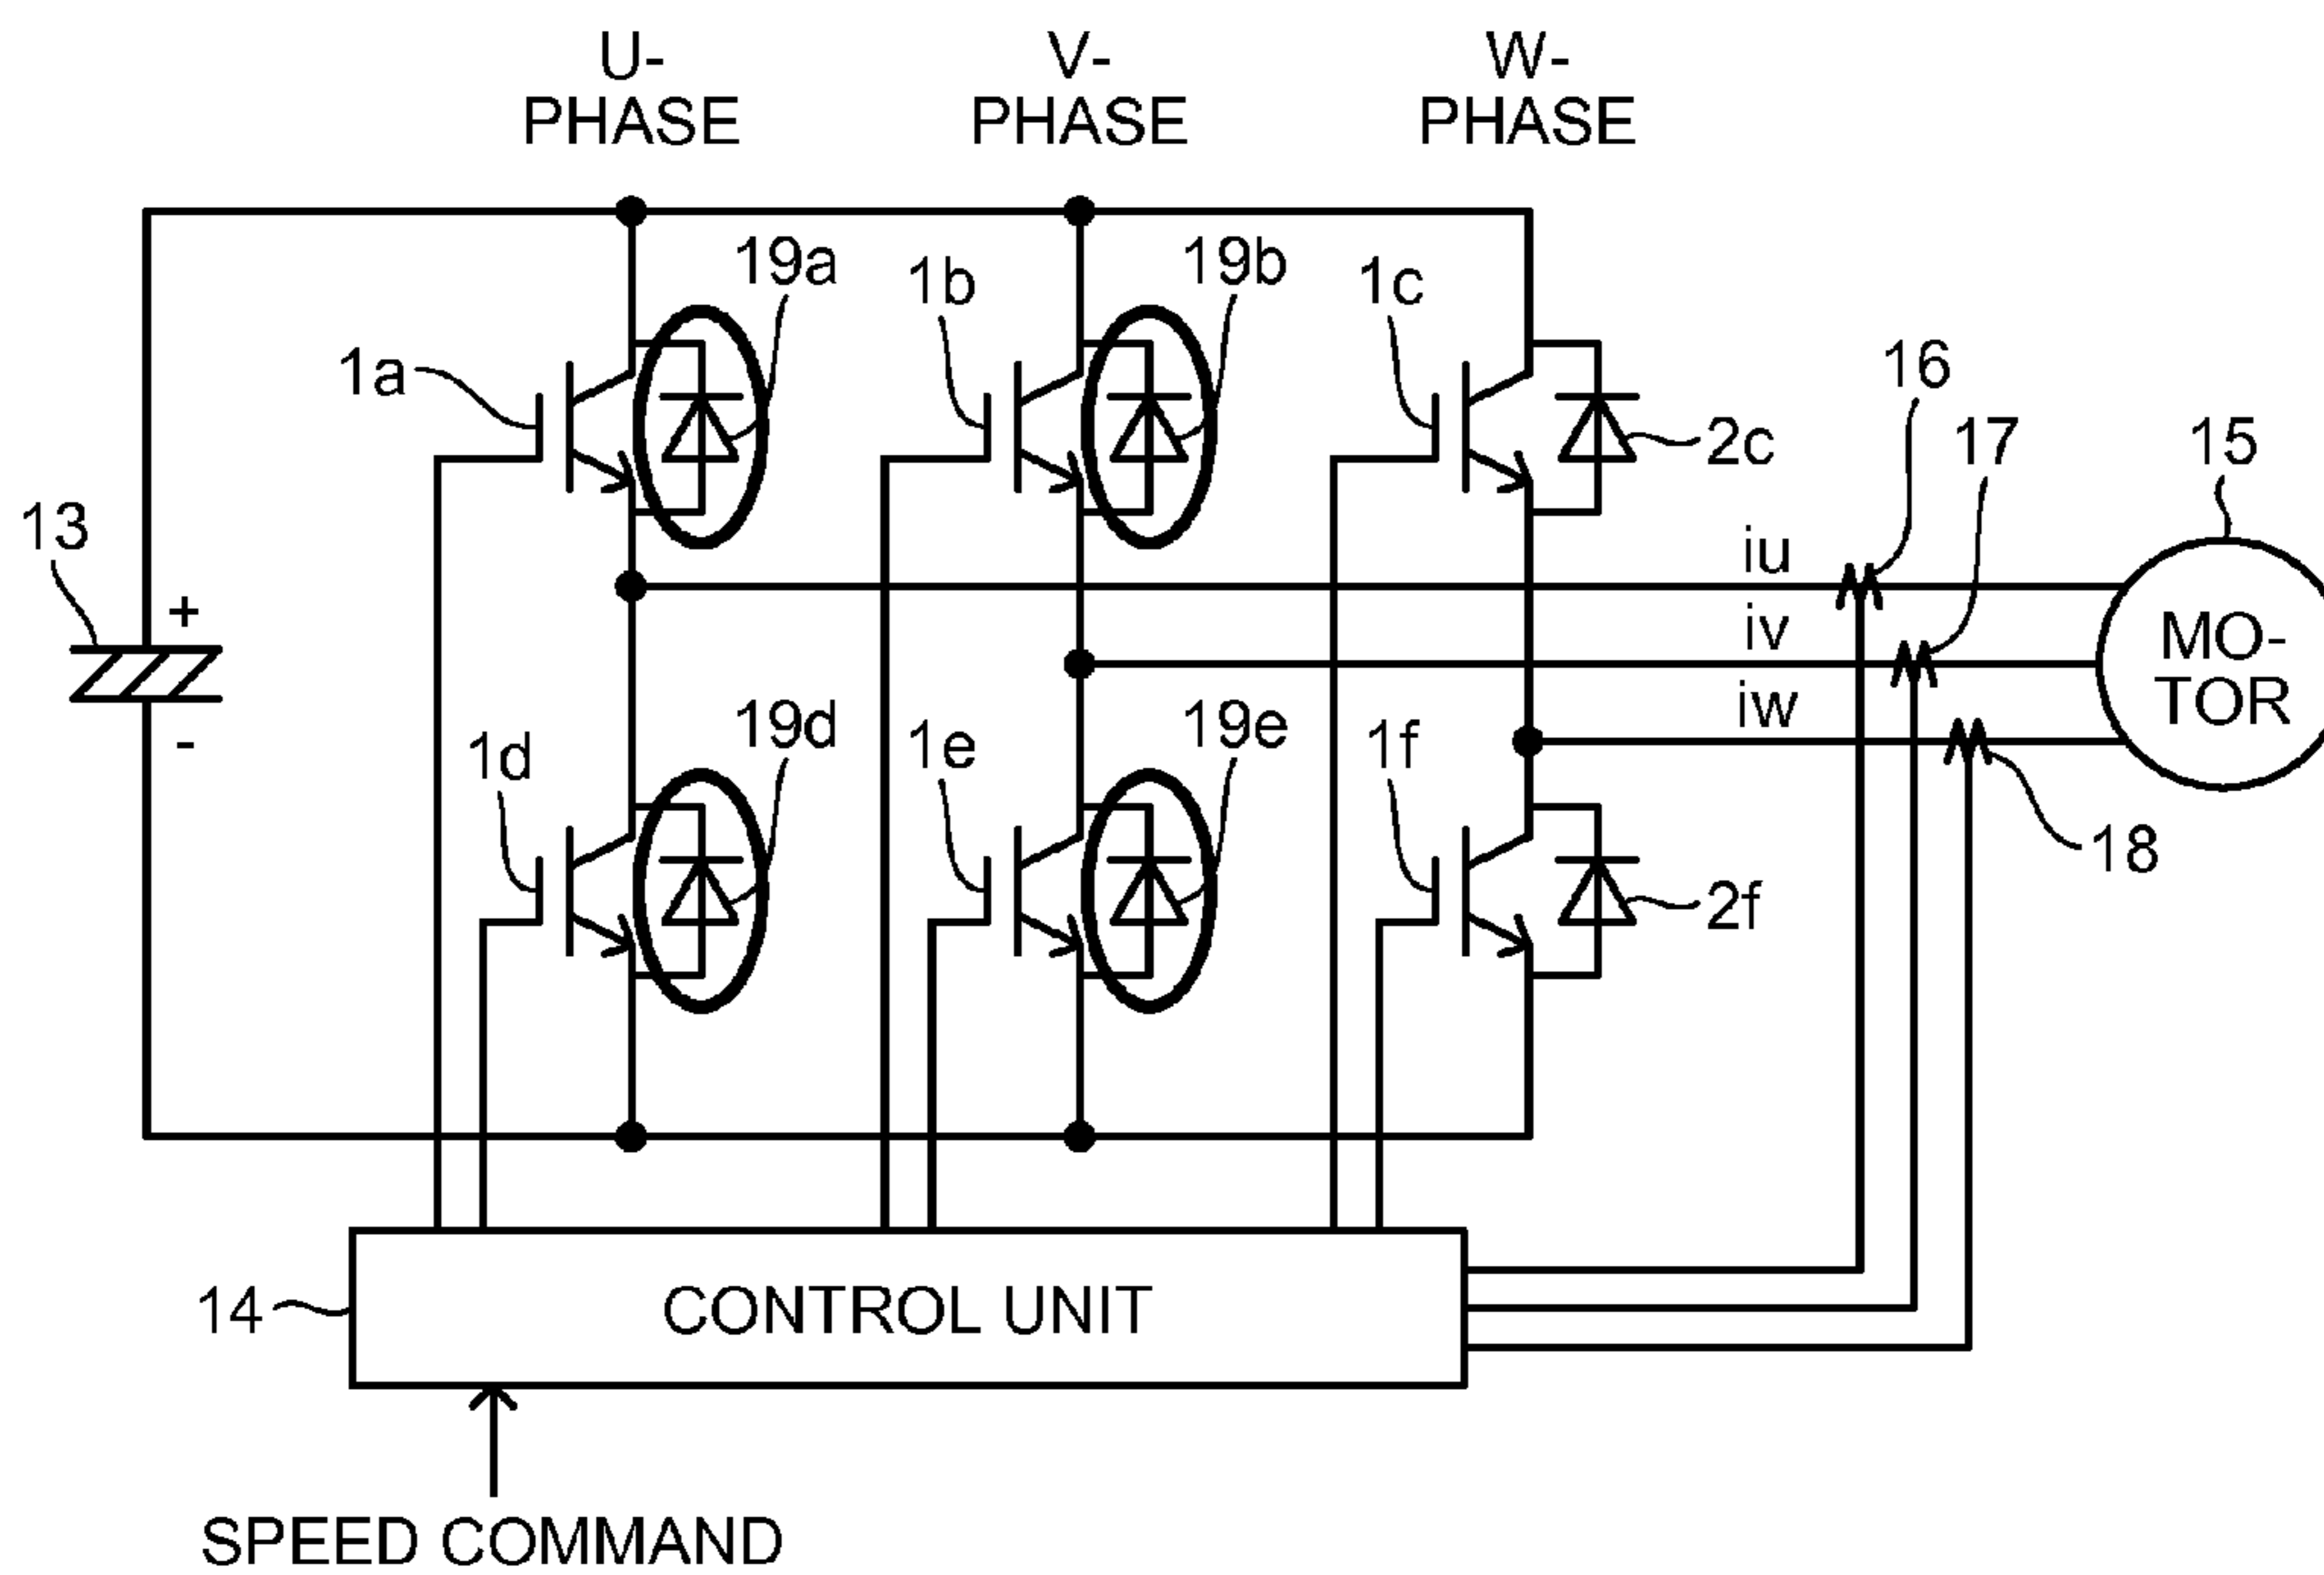 U-
PHASE
V-
PHASE
W-
PHASE
19a
19b
1b
1c
1a
16
17
15
2c
13
iu
+
iv
MO-
TOR
iw
-
19d
19e
1d
1e
1f
18
2f
14
CONTROL UNIT
SPEED COMMAND